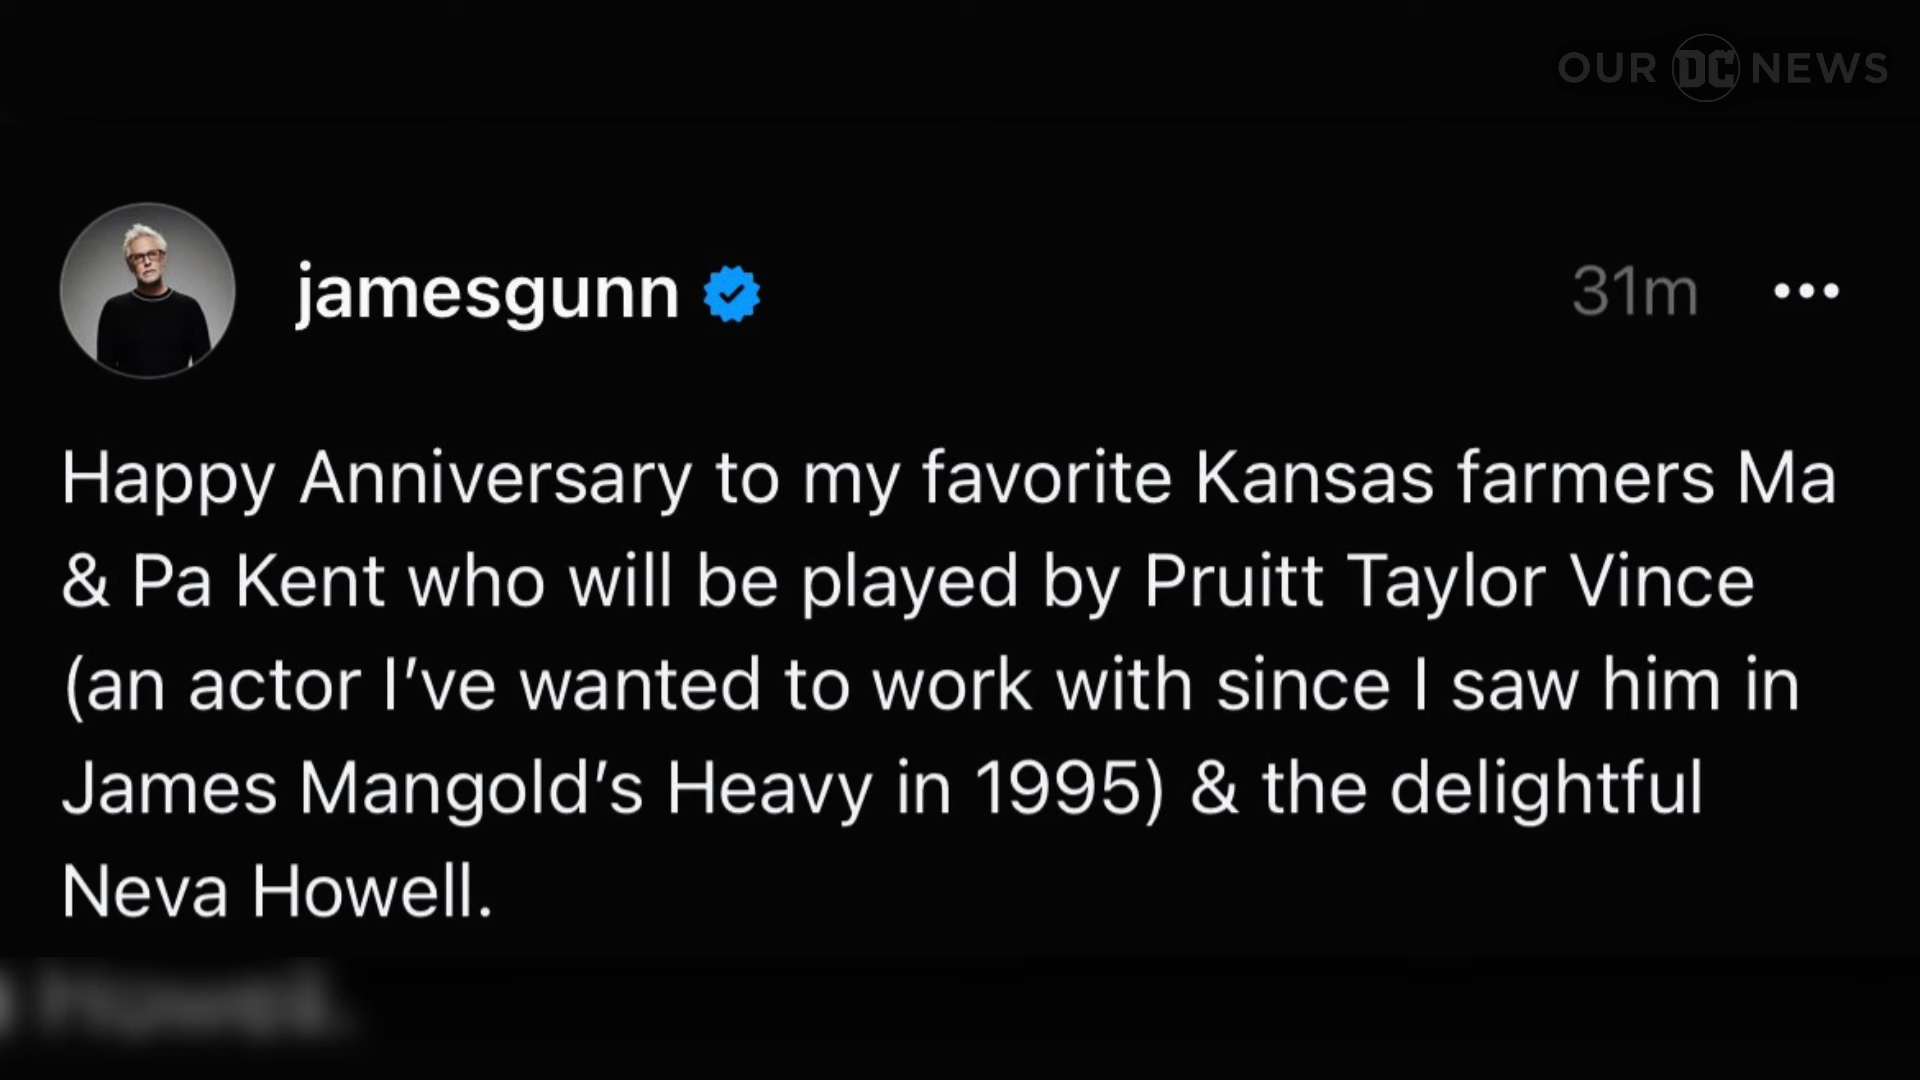 OUR DC NEWS
jamesgunn
31m
Happy Anniversary to my favorite Kansas farmers Ma
& Pa Kent who will be played by Pruitt Taylor Vince
(an actor I’ve wanted to work with since I saw him in
James Mangold’s Heavy in 1995) & the delightful
Neva Howell.